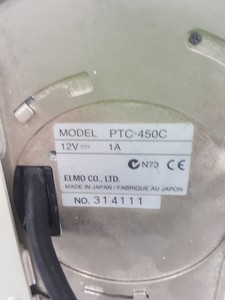 MODEL PTC-450C
12V⎓ 1A
N73 CE
ELMO CO., LTD.
MADE IN JAPAN / FABRIQUE AU JAPON
NO. 314111